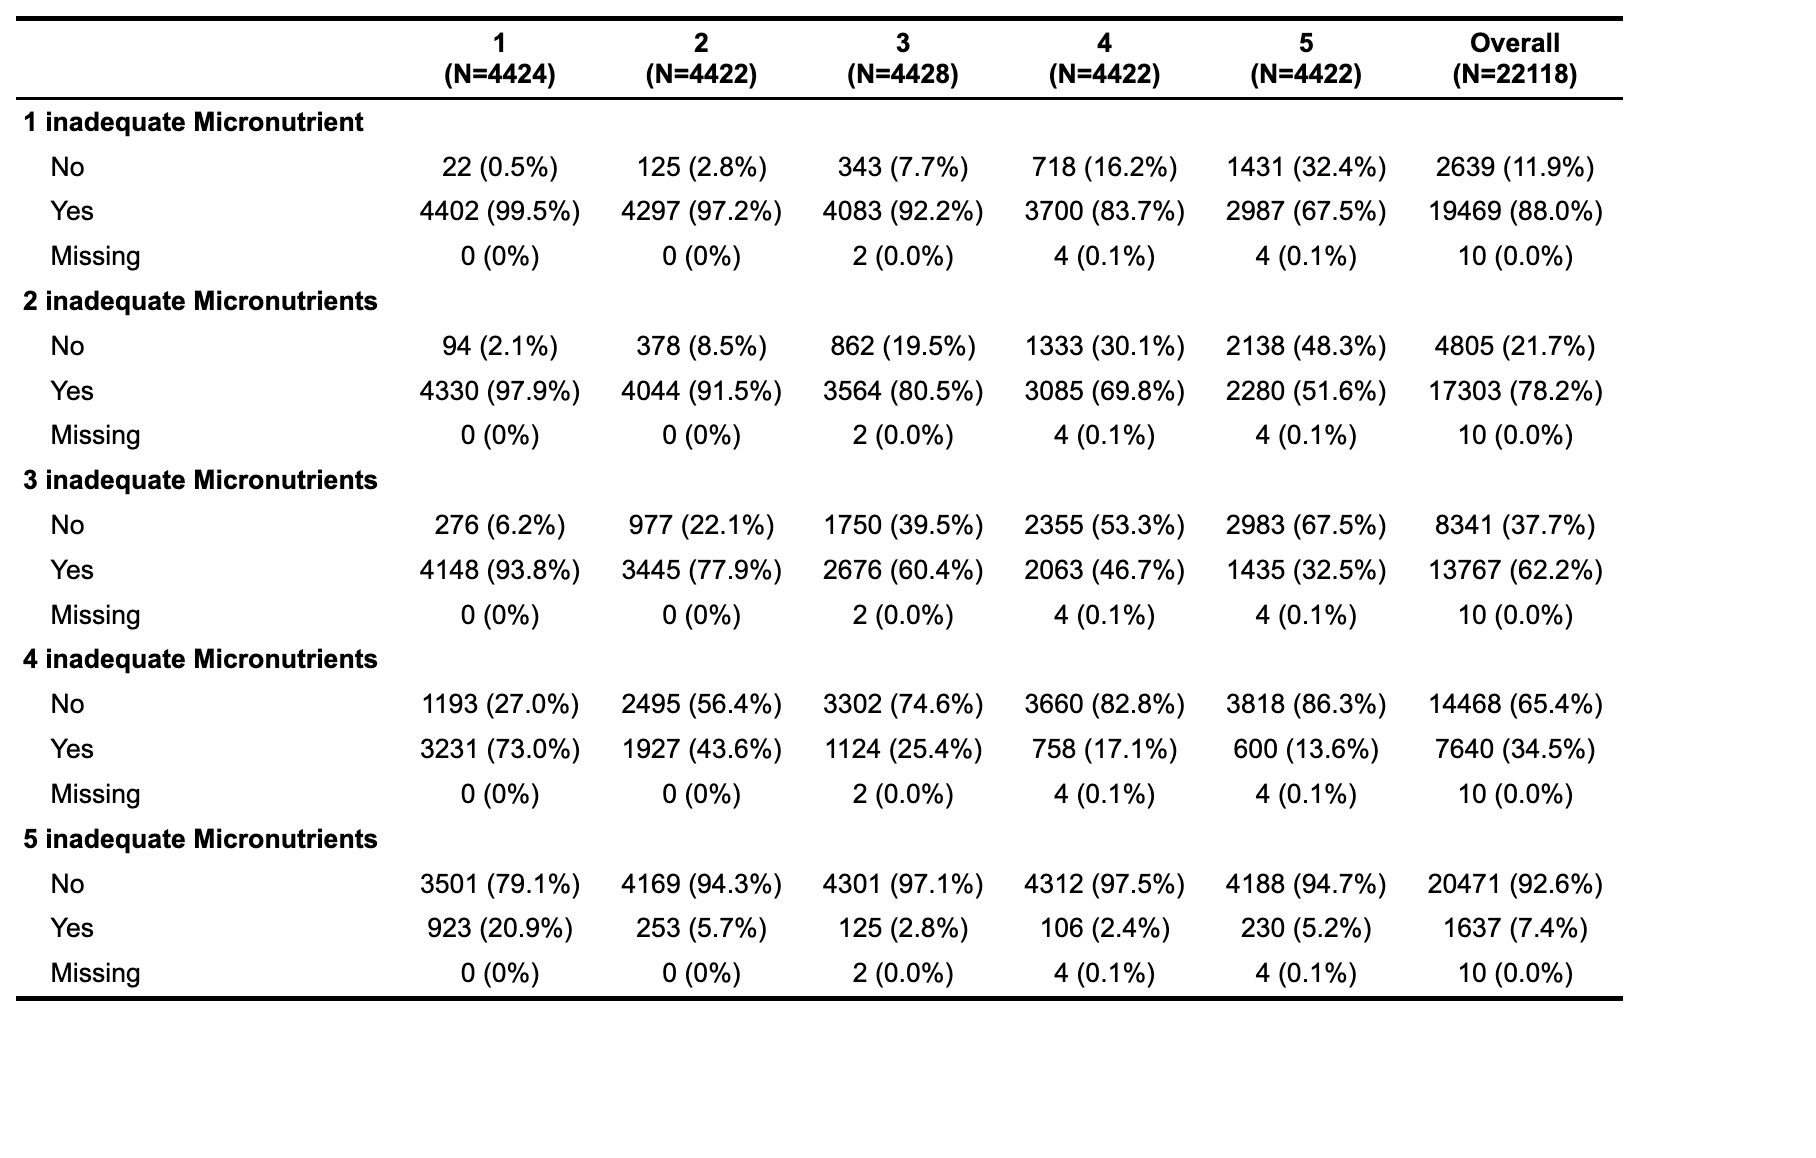 1 2 3 4 5 Overall
(N=4424) (N=4422) (N=4428) (N=4422) (N=4422) (N=22118)
1 inadequate Micronutrient
No 22 (0.5%) 125 (2.8%) 343 (7.7%) 718 (16.2%) 1431 (32.4%) 2639 (11.9%)
Yes 4402 (99.5%) 4297 (97.2%) 4083 (92.2%) 3700 (83.7%) 2987 (67.5%) 19469 (88.0%)
Missing 0 (0%) 0 (0%) 2 (0.0%) 4 (0.1%) 4 (0.1%) 10 (0.0%)
2 inadequate Micronutrients
No 94 (2.1%) 378 (8.5%) 862 (19.5%) 1333 (30.1%) 2138 (48.3%) 4805 (21.7%)
Yes 4330 (97.9%) 4044 (91.5%) 3564 (80.5%) 3085 (69.8%) 2280 (51.6%) 17303 (78.2%)
Missing 0 (0%) 0 (0%) 2 (0.0%) 4 (0.1%) 4 (0.1%) 10 (0.0%)
3 inadequate Micronutrients
No 276 (6.2%) 977 (22.1%) 1750 (39.5%) 2355 (53.3%) 2983 (67.5%) 8341 (37.7%)
Yes 4148 (93.8%) 3445 (77.9%) 2676 (60.4%) 2063 (46.7%) 1435 (32.5%) 13767 (62.2%)
Missing 0 (0%) 0 (0%) 2 (0.0%) 4 (0.1%) 4 (0.1%) 10 (0.0%)
4 inadequate Micronutrients
No 1193 (27.0%) 2495 (56.4%) 3302 (74.6%) 3660 (82.8%) 3818 (86.3%) 14468 (65.4%)
Yes 3231 (73.0%) 1927 (43.6%) 1124 (25.4%) 758 (17.1%) 600 (13.6%) 7640 (34.5%)
Missing 0 (0%) 0 (0%) 2 (0.0%) 4 (0.1%) 4 (0.1%) 10 (0.0%)
5 inadequate Micronutrients
No 3501 (79.1%) 4169 (94.3%) 4301 (97.1%) 4312 (97.5%) 4188 (94.7%) 20471 (92.6%)
Yes 923 (20.9%) 253 (5.7%) 125 (2.8%) 106 (2.4%) 230 (5.2%) 1637 (7.4%)
Missing 0 (0%) 0 (0%) 2 (0.0%) 4 (0.1%) 4 (0.1%) 10 (0.0%)